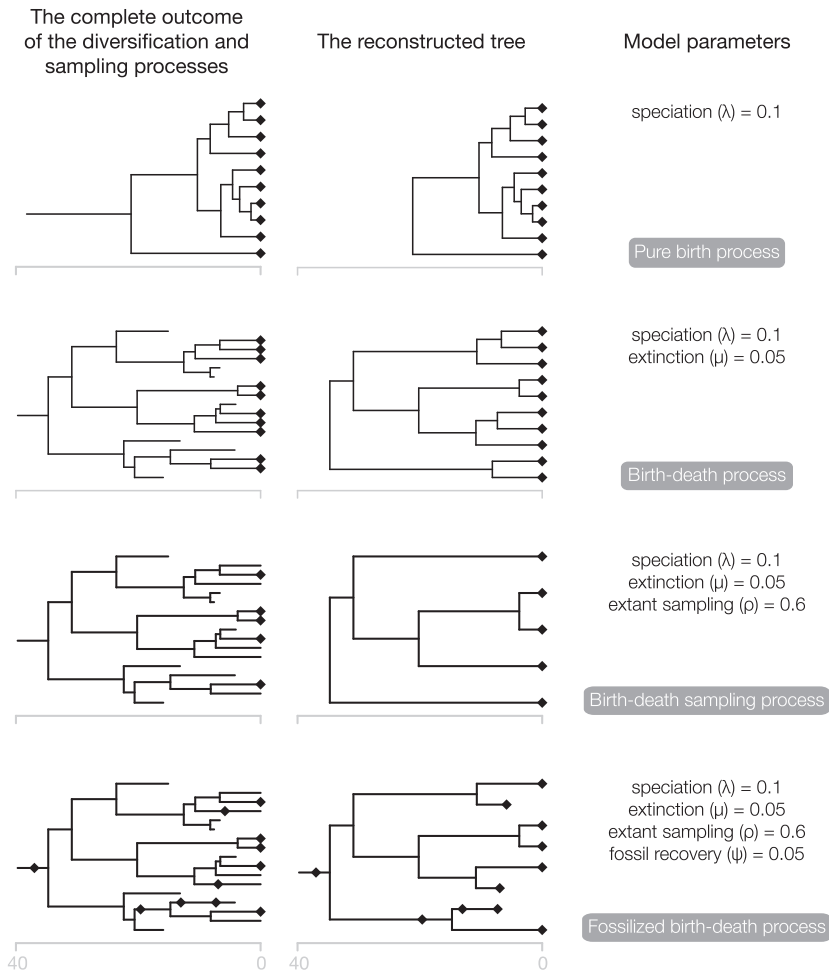 The complete outcome
of the diversification and
sampling processes
The reconstructed tree
Model parameters
speciation (λ) = 0.1
Pure birth process
speciation (λ) = 0.1
extinction (μ) = 0.05
Birth-death process
speciation (λ) = 0.1
extinction (μ) = 0.05
extant sampling (ρ) = 0.6
Birth-death sampling process
speciation (λ) = 0.1
extinction (μ) = 0.05
extant sampling (ρ) = 0.6
fossil recovery (ψ) = 0.05
Fossilized birth-death process
40 0 40 0